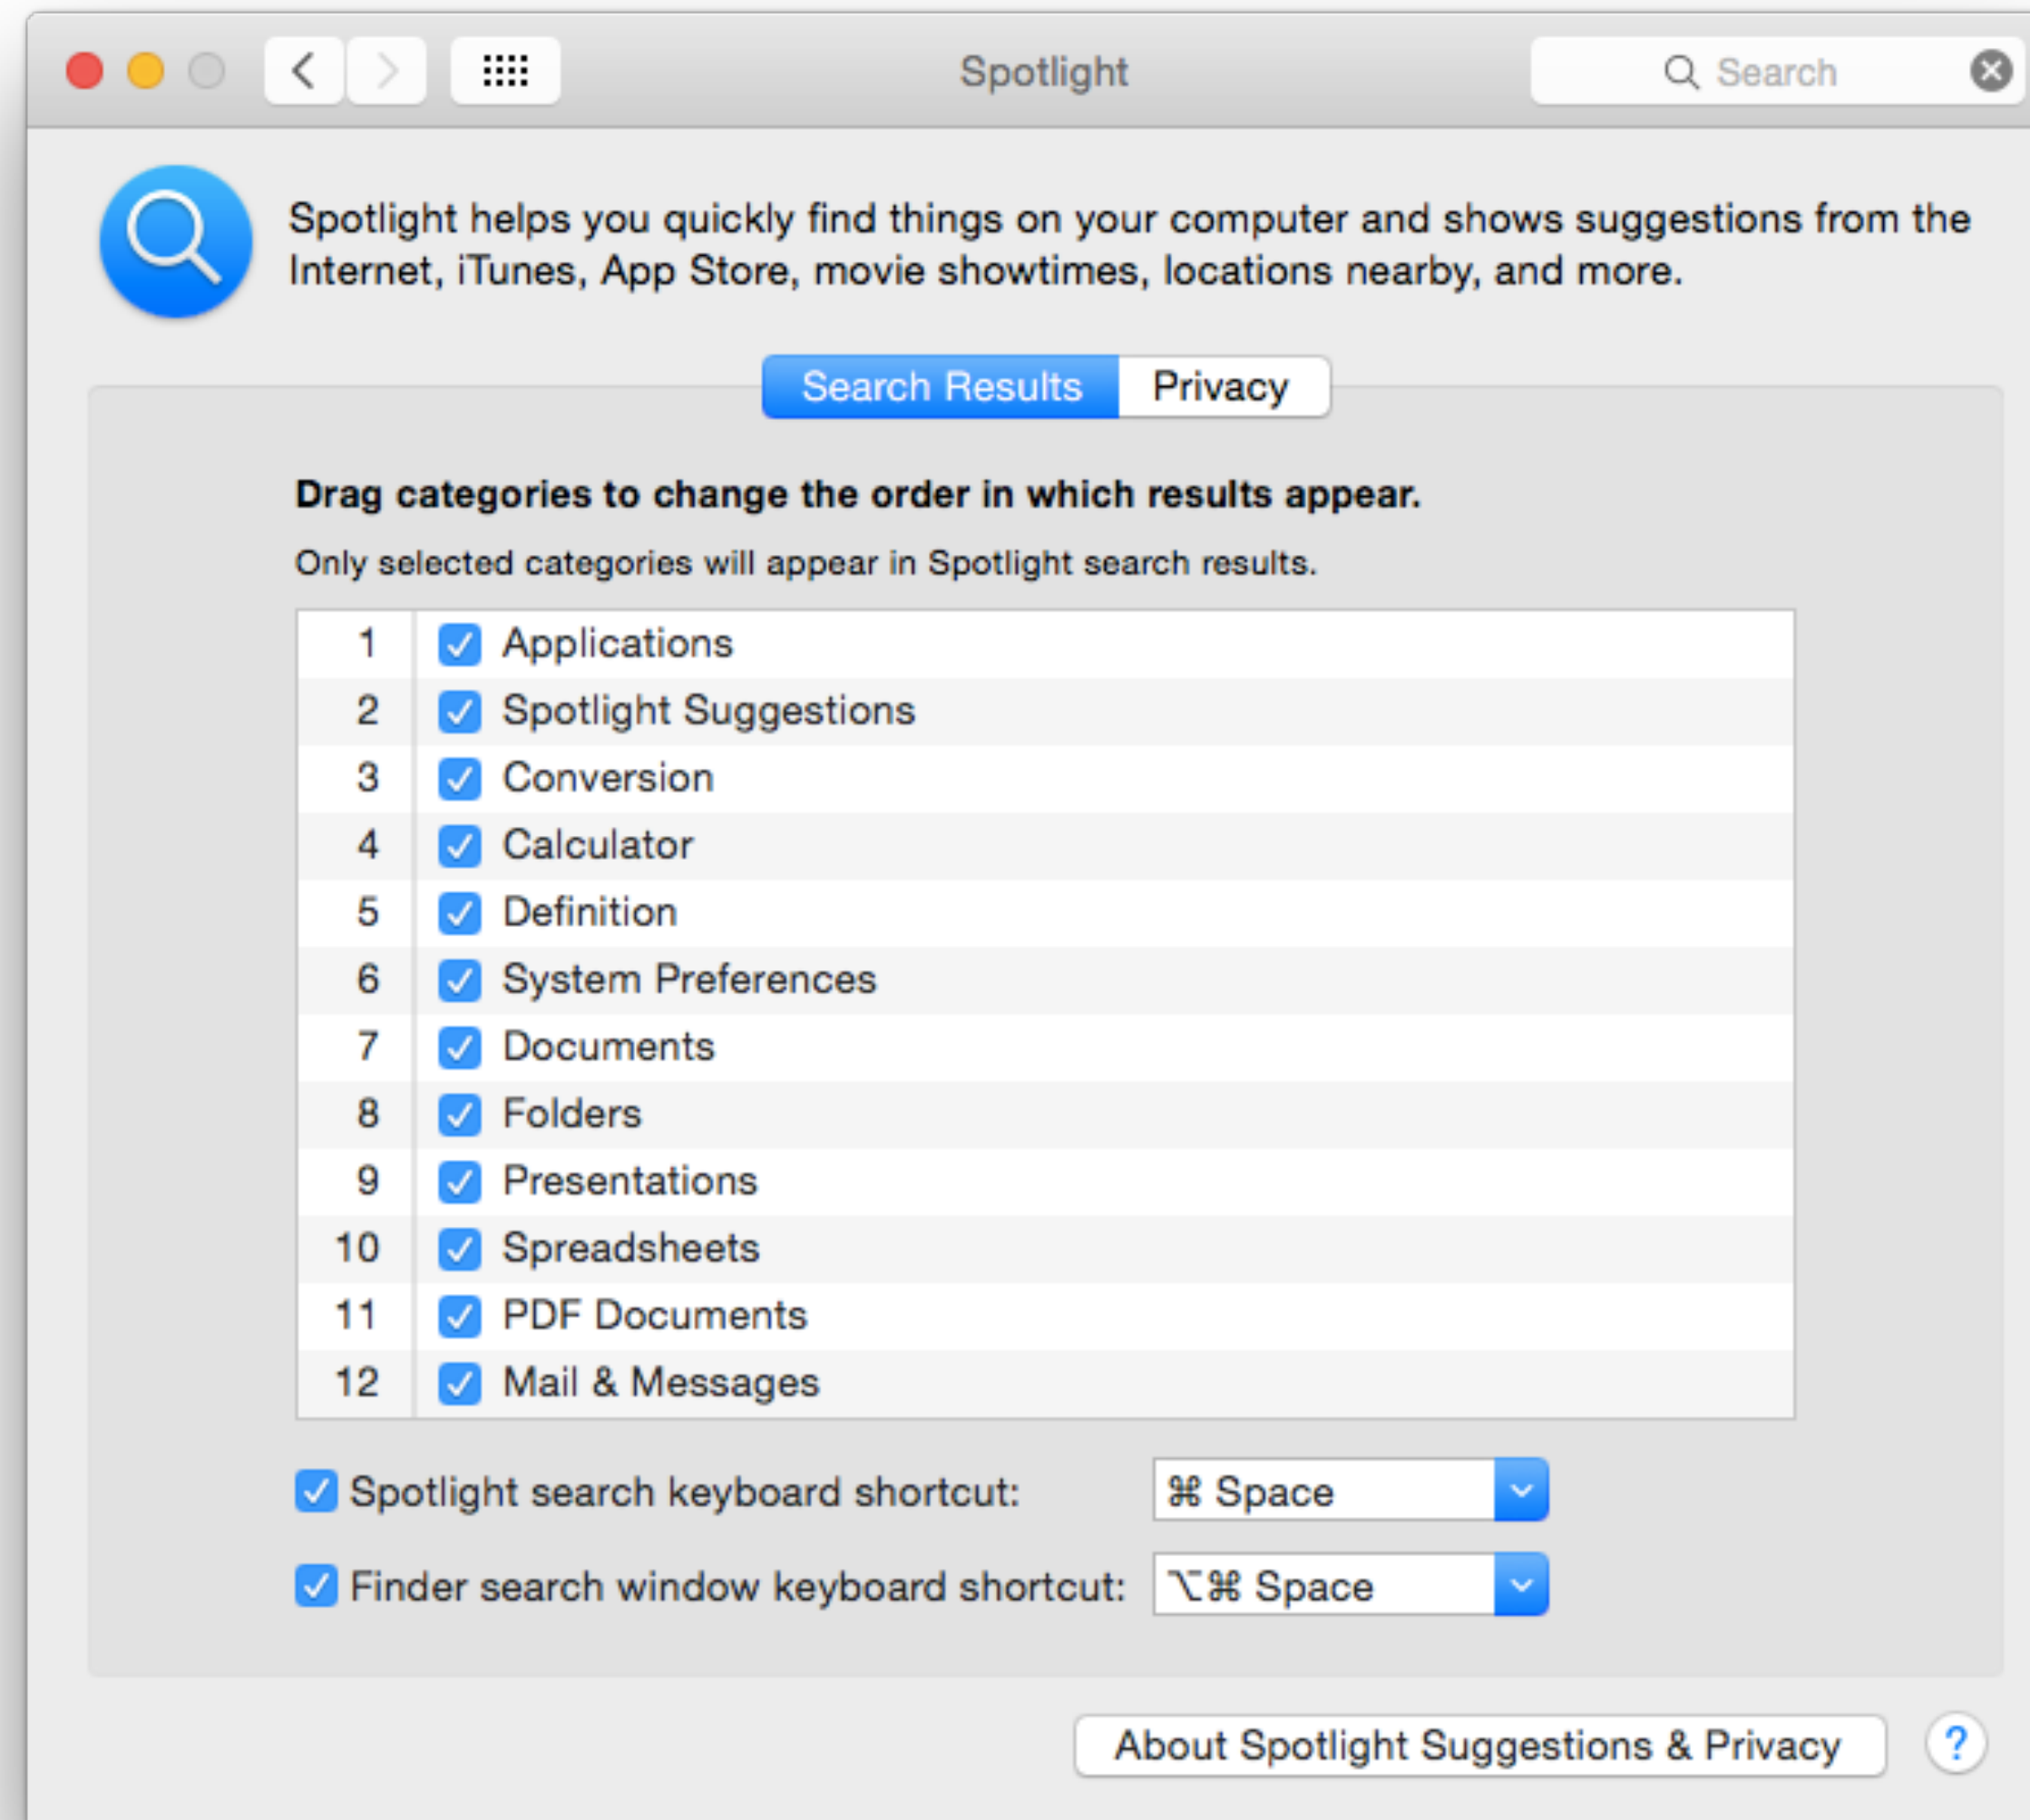 Spotlight
Search
Spotlight helps you quickly find things on your computer and shows suggestions from the
Internet, iTunes, App Store, movie showtimes, locations nearby, and more.
Search Results Privacy
Drag categories to change the order in which results appear.
Only selected categories will appear in Spotlight search results.
1 Applications
2 Spotlight Suggestions
3 Conversion
4 Calculator
5 Definition
6 System Preferences
7 Documents
8 Folders
9 Presentations
10 Spreadsheets
11 PDF Documents
12 Mail & Messages
Spotlight search keyboard shortcut: ⌘ Space
Finder search window keyboard shortcut: ⌥⌘ Space
About Spotlight Suggestions & Privacy ?